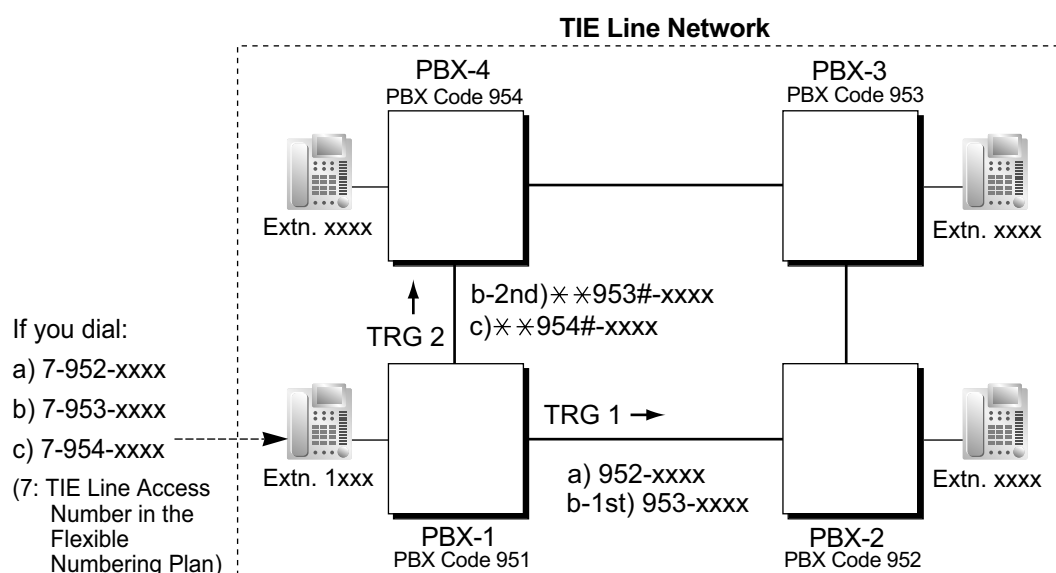 TIE Line Network
PBX-4
PBX Code 954
PBX-3
PBX Code 953
Extn. xxxx
Extn. xxxx
b-2nd)＊＊953#-xxxx
c)＊＊954#-xxxx
TRG 2
If you dial:
a) 7-952-xxxx
b) 7-953-xxxx
c) 7-954-xxxx
(7: TIE Line Access
Number in the
Flexible
Numbering Plan)
Extn. 1xxx
TRG 1
a) 952-xxxx
b-1st) 953-xxxx
Extn. xxxx
PBX-1
PBX Code 951
PBX-2
PBX Code 952